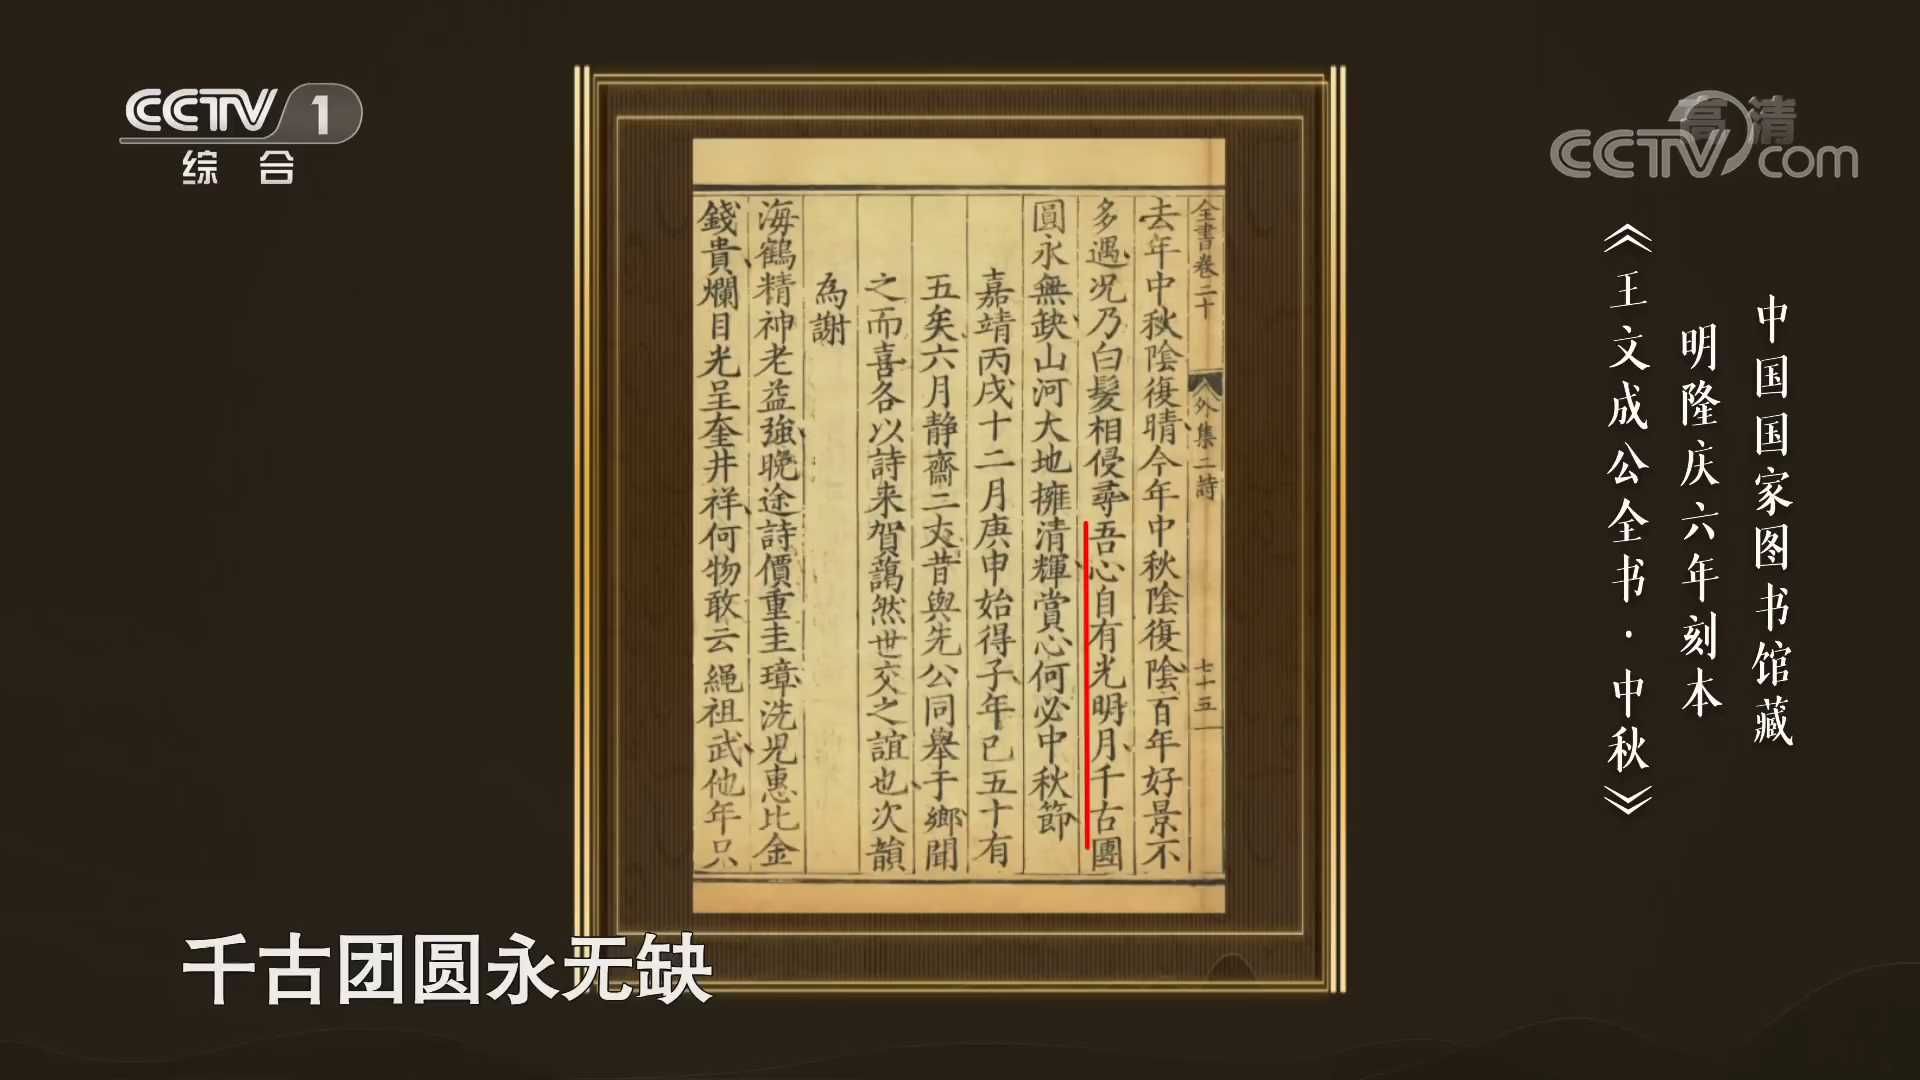 CCTV 1
综合
高清
CCTV com
中国国家图书馆藏
明隆庆六年刻本
《王文成公全书·中秋》
全書卷二十 外集二詩 七十五
去年中秋陰復晴今年中秋陰復陰百年好景不
多遇况乃白髮相侵尋吾心自有光明月千古團
圓永無缺山河大地擁清輝賞心何必中秋節
嘉靖丙戌十二月庚申始得子年已五十有
五矣六月静齋二丈昔與先公同舉于鄉聞
之而喜各以詩来賀藹然世交之誼也次韻
為謝
海鶴精神老益強晚途詩價重圭璋洗兒惠比金
錢貴爛目光呈奎井祥何物敢云繩祖武他年只
千古团圆永无缺